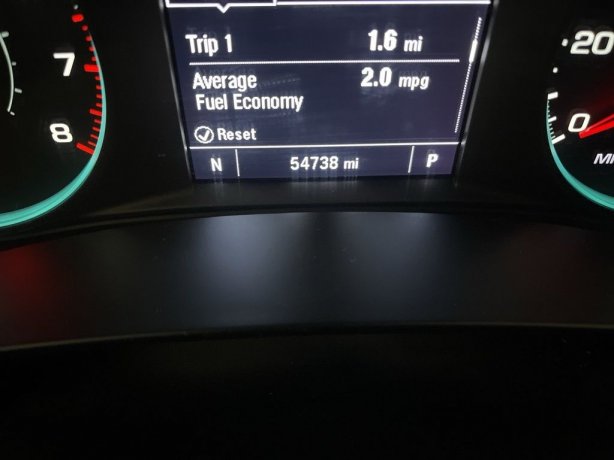 Trip 1 1.6 mi
Average 2.0 mpg
Fuel Economy
Reset
N 54738 mi P
7
8
20
0